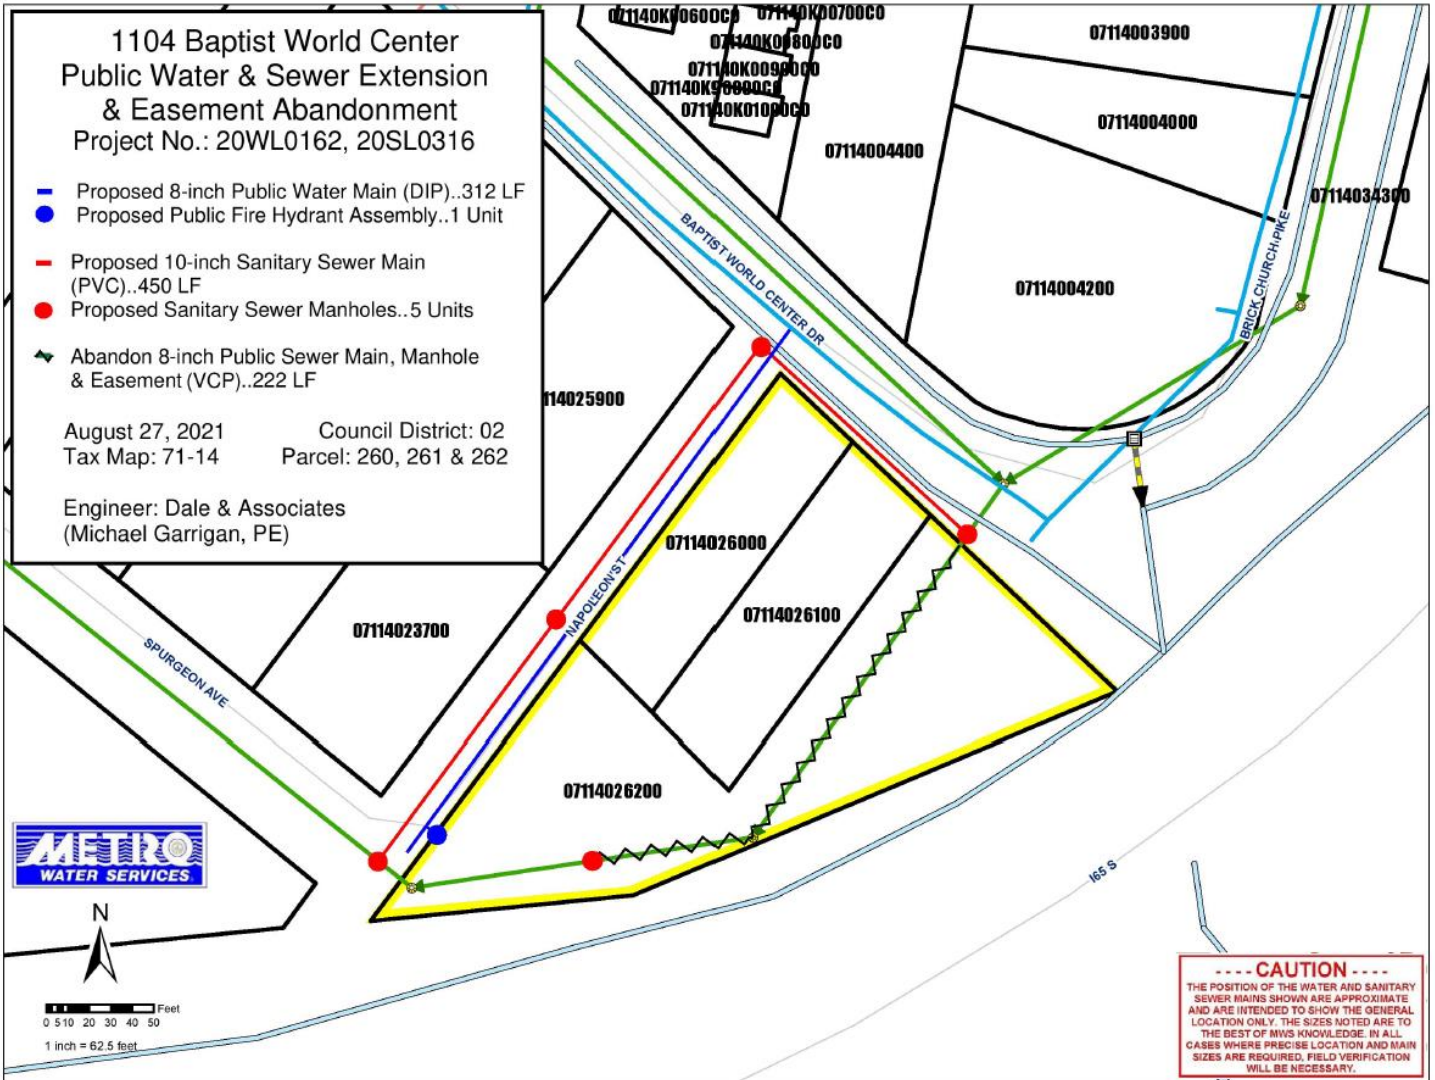 1104 Baptist World Center
Public Water & Sewer Extension
& Easement Abandonment
Project No.: 20WL0162, 20SL0316
Proposed 8-inch Public Water Main (DIP)..312 LF
Proposed Public Fire Hydrant Assembly..1 Unit
Proposed 10-inch Sanitary Sewer Main
(PVC)..450 LF
Proposed Sanitary Sewer Manholes..5 Units
Abandon 8-inch Public Sewer Main, Manhole
& Easement (VCP)..222 LF
August 27, 2021 Council District: 02
Tax Map: 71-14 Parcel: 260, 261 & 262
Engineer: Dale & Associates
(Michael Garrigan, PE)
071140K00600C0
071140K00700C0
071140K00800C0
071140K00900C0
071140K90000C0
071140K01000C0
07114003900
07114004000
07114004400
07114034300
07114004200
BAPTIST WORLD CENTER DR
BRICK CHURCH PIKE
114025900
07114026000
07114026100
NAPOLEON ST
07114023700
SPURGEON AVE
07114026200
I65 S
METRO
WATER SERVICES
N
Feet
0 5 10 20 30 40 50
1 inch = 62.5 feet
---- CAUTION ----
THE POSITION OF THE WATER AND SANITARY
SEWER MAINS SHOWN ARE APPROXIMATE
AND ARE INTENDED TO SHOW THE GENERAL
LOCATION ONLY. THE SIZES NOTED ARE TO
THE BEST OF MWS KNOWLEDGE. IN ALL
CASES WHERE PRECISE LOCATION AND MAIN
SIZES ARE REQUIRED, FIELD VERIFICATION
WILL BE NECESSARY.